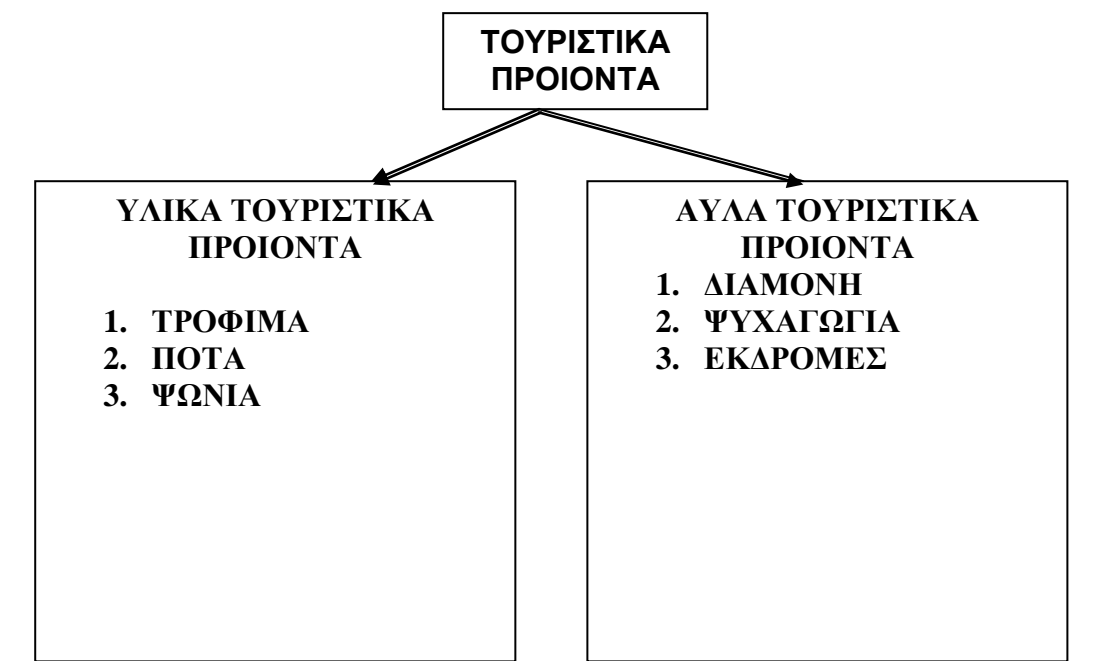 ΤΟΥΡΙΣΤΙΚΑ
ΠΡΟΙΟΝΤΑ
ΥΛΙΚΑ ΤΟΥΡΙΣΤΙΚΑ
ΠΡΟΙΟΝΤΑ
1. ΤΡΟΦΙΜΑ
2. ΠΟΤΑ
3. ΨΩΝΙΑ
ΑΥΛΑ ΤΟΥΡΙΣΤΙΚΑ
ΠΡΟΙΟΝΤΑ
1. ΔΙΑΜΟΝΗ
2. ΨΥΧΑΓΩΓΙΑ
3. ΕΚΔΡΟΜΕΣ